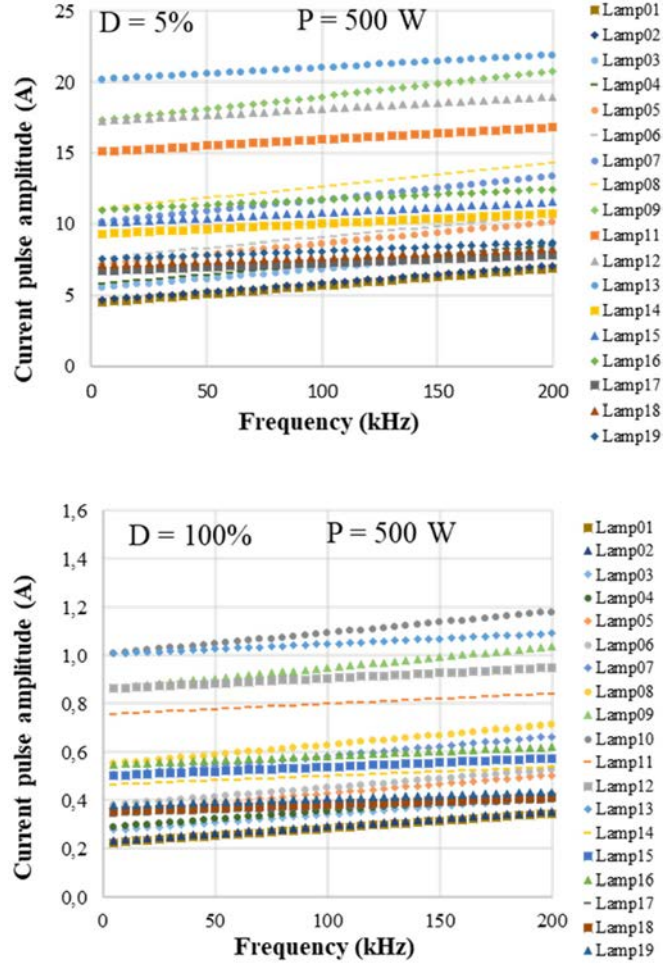 D = 5% P = 500 W
25
20
15
10
5
0
0 50 100 150 200
Current pulse amplitude (A)
Frequency (kHz)
Lamp01
Lamp02
Lamp03
Lamp04
Lamp05
Lamp06
Lamp07
Lamp08
Lamp09
Lamp11
Lamp12
Lamp13
Lamp14
Lamp15
Lamp16
Lamp17
Lamp18
Lamp19
D = 100% P = 500 W
1,6
1,4
1,2
1,0
0,8
0,6
0,4
0,2
0,0
0 50 100 150 200
Current pulse amplitude (A)
Frequency (kHz)
Lamp01
Lamp02
Lamp03
Lamp04
Lamp05
Lamp06
Lamp07
Lamp08
Lamp09
Lamp10
Lamp11
Lamp12
Lamp13
Lamp14
Lamp15
Lamp16
Lamp17
Lamp18
Lamp19